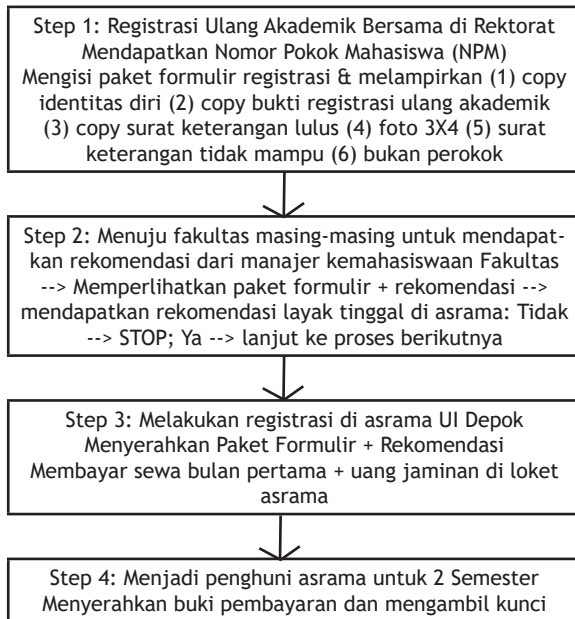 Step 1: Registrasi Ulang Akademik Bersama di Rektorat
Mendapatkan Nomor Pokok Mahasiswa (NPM)
Mengisi paket formulir registrasi & melampirkan (1) copy
identitas diri (2) copy bukti registrasi ulang akademik
(3) copy surat keterangan lulus (4) foto 3X4 (5) surat
keterangan tidak mampu (6) bukan perokok
Step 2: Menuju fakultas masing-masing untuk mendapat-
kan rekomendasi dari manajer kemahasiswaan Fakultas
--> Memperlihatkan paket formulir + rekomendasi -->
mendapatkan rekomendasi layak tinggal di asrama: Tidak
--> STOP; Ya --> lanjut ke proses berikutnya
Step 3: Melakukan registrasi di asrama UI Depok
Menyerahkan Paket Formulir + Rekomendasi
Membayar sewa bulan pertama + uang jaminan di loket
asrama
Step 4: Menjadi penghuni asrama untuk 2 Semester
Menyerahkan buki pembayaran dan mengambil kunci